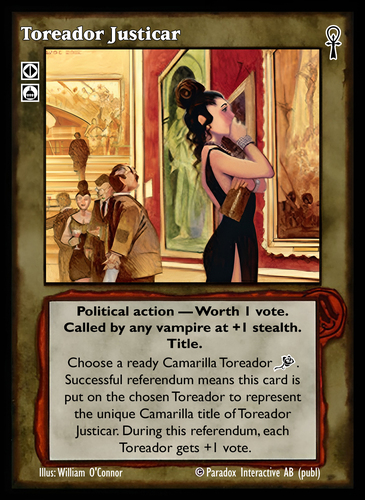 Toreador Justicar
Political action — Worth 1 vote.
Called by any vampire at +1 stealth.
Title.
Choose a ready Camarilla Toreador .
Successful referendum means this card is
put on the chosen Toreador to represent
the unique Camarilla title of Toreador
Justicar. During this referendum, each
Toreador gets +1 vote.
Illus: William O'Connor
© Paradox Interactive AB (publ)